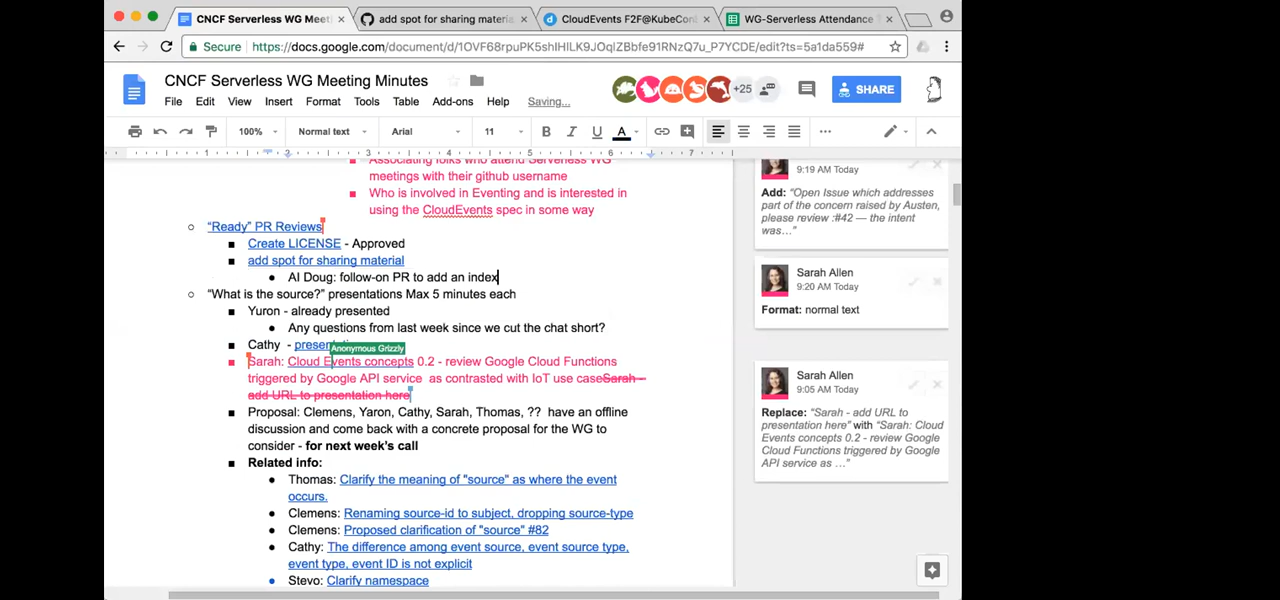 CNCF Serverless WG Meeti ×
add spot for sharing materia ×
CloudEvents F2F@KubeCon ×
WG-Serverless Attendance ×
Secure https://docs.google.com/document/d/
CNCF Serverless WG Meeting Minutes
+25
SHARE
File Edit View Insert Format Tools Table Add-ons Help Saving...
100% Normal text Arial 11 B I U A
1 2 3 4 5 6 7
Associating folks who attend Serverless WG
meetings with their github username
Who is involved in Eventing and is interested in
using the CloudEvents spec in some way
"Ready" PR Reviews
Create LICENSE - Approved
add spot for sharing material
AI Doug: follow-on PR to add an index
"What is the source?" presentations Max 5 minutes each
Yuron - already presented
Any questions from last week since we cut the chat short?
Cathy - presen
Anonymous Grizzly
Sarah: Cloud Events concepts 0.2 - review Google Cloud Functions
triggered by Google API service as contrasted with IoT use caseSarah -
add URL to presentation here
Proposal: Clemens, Yaron, Cathy, Sarah, Thomas, ?? have an offline
discussion and come back with a concrete proposal for the WG to
consider - for next week's call
Related info:
Thomas: Clarify the meaning of "source" as where the event
occurs.
Clemens: Renaming source-id to subject, dropping source-type
Clemens: Proposed clarification of "source" #82
Cathy: The difference among event source, event source type,
event type, event ID is not explicit
Stevo: Clarify namespace
9:19 AM Today
Add: "Open Issue which addresses
part of the concern raised by Austen,
please review :#42 — the intent
was…"
Sarah Allen
9:20 AM Today
Format: normal text
Sarah Allen
9:05 AM Today
Replace: "Sarah - add URL to
presentation here" with "Sarah: Cloud
Events concepts 0.2 - review Google
Cloud Functions triggered by Google
API service as …"